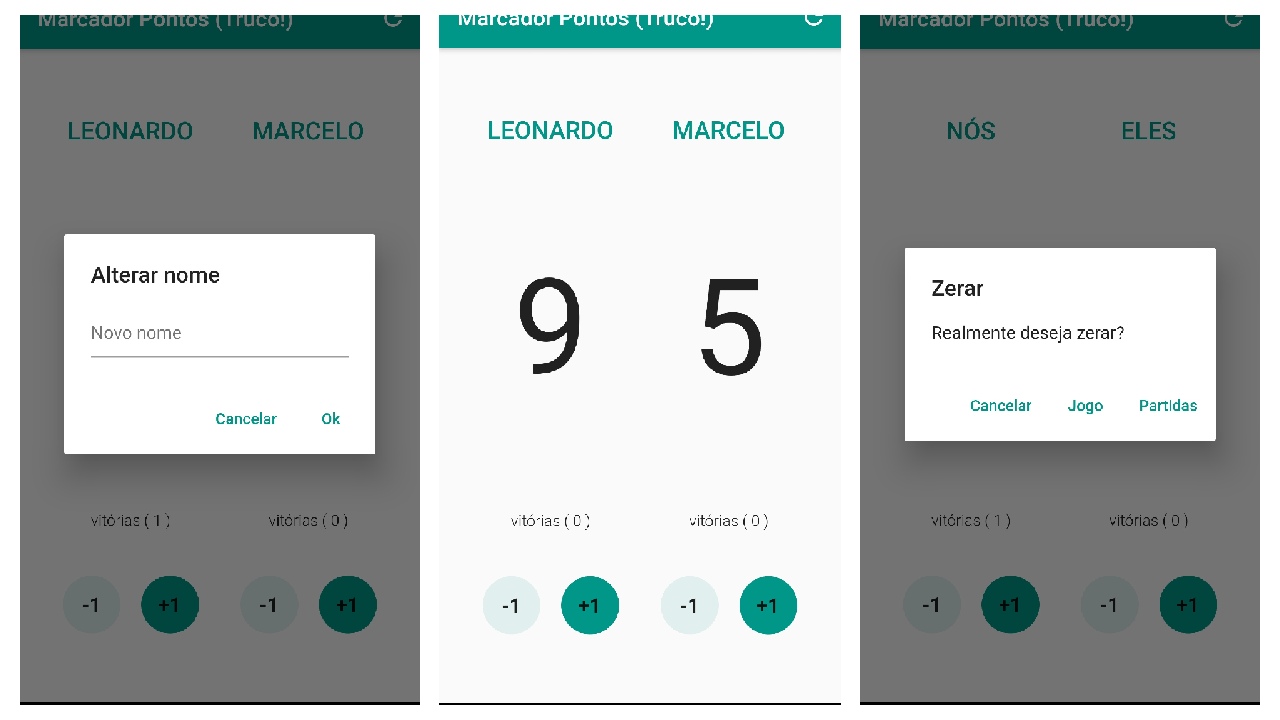 Marcador Pontos (Truco!)
LEONARDO MARCELO
Alterar nome
Novo nome
Cancelar Ok
vitórias ( 1 ) vitórias ( 0 )
-1 +1 -1 +1
Marcador Pontos (Truco!)
LEONARDO MARCELO
9 5
vitórias ( 0 ) vitórias ( 0 )
-1 +1 -1 +1
Marcador Pontos (Truco!)
NÓS ELES
Zerar
Realmente deseja zerar?
Cancelar Jogo Partidas
vitórias ( 1 ) vitórias ( 0 )
-1 +1 -1 +1